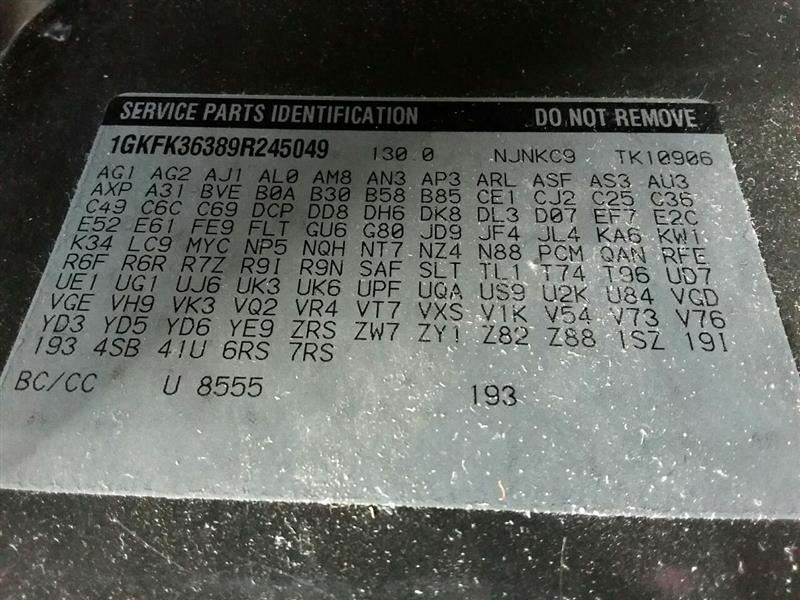 SERVICE PARTS IDENTIFICATION DO NOT REMOVE
1GKFK36389R245049 130.0 NJNKC9 TK10906
AG1 AG2 AJ1 AL0 AM8 AN3 AP3 ARL ASF AS3 AU3
AXP A31 BVE B0A B30 B58 B85 CE1 CJ2 C25 C36
C49 C6C C69 DCP DD8 DH6 DK8 DL3 D07 EF7 E2C
E52 E61 FE9 FLT GU6 G80 JD9 JF4 JL4 KA6 KW1
K34 LC9 MYC NP5 NQH NT7 NZ4 N88 PCM QAN RFE
R6F R6R R7Z R9I R9N SAF SLT TL1 T74 T96 UD7
UE1 UG1 UJ6 UK3 UK6 UPF UQA US9 U2K U84 VGD
VGE VH9 VK3 VQ2 VR4 VT7 VXS V1K V54 V73 V76
YD3 YD5 YD6 YE9 ZRS ZW7 ZY1 Z82 Z88 1SZ 19I
193 4SB 41U 6RS 7RS
BC/CC U 8555 193